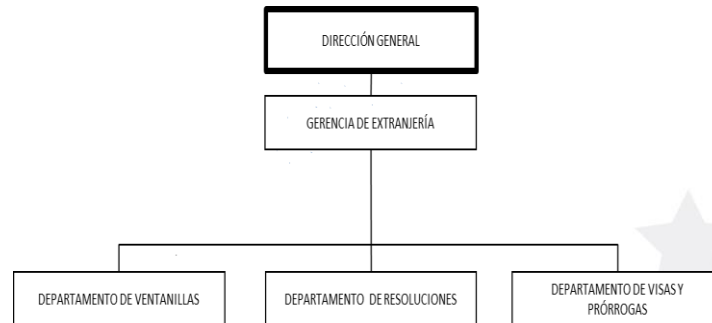 DIRECCIÓN GENERAL
GERENCIA DE EXTRANJERÍA
DEPARTAMENTO DE VENTANILLAS
DEPARTAMENTO DE RESOLUCIONES
DEPARTAMENTO DE VISAS Y
PRÓRROGAS